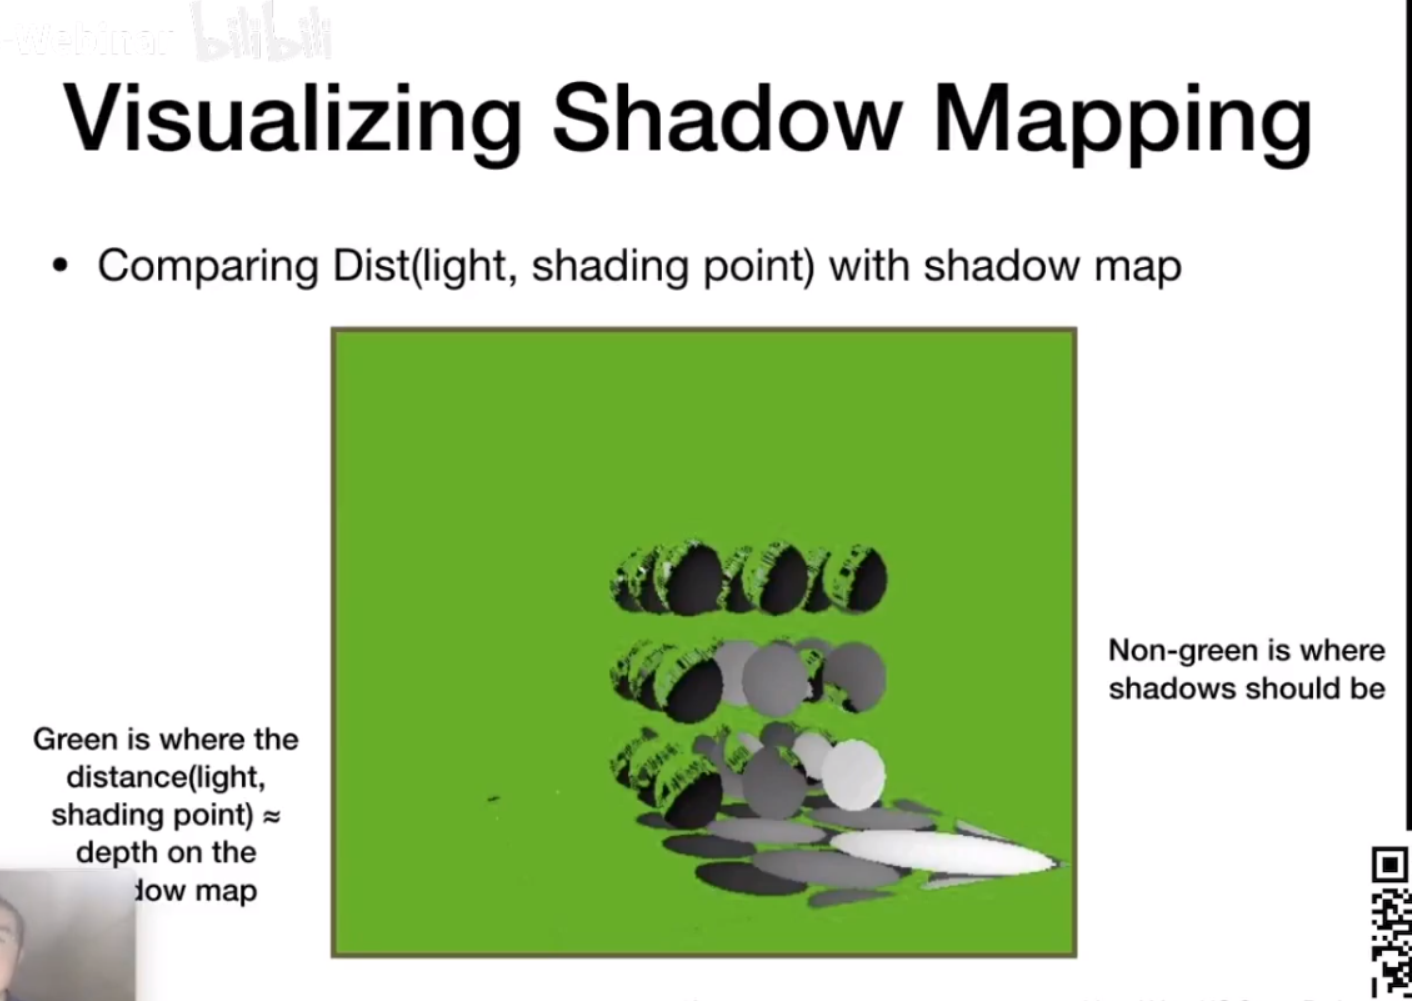 -Webinar bilibili
Visualizing Shadow Mapping
• Comparing Dist(light, shading point) with shadow map
Non-green is where
shadows should be
Green is where the
distance(light,
shading point) ≈
depth on the
dow map